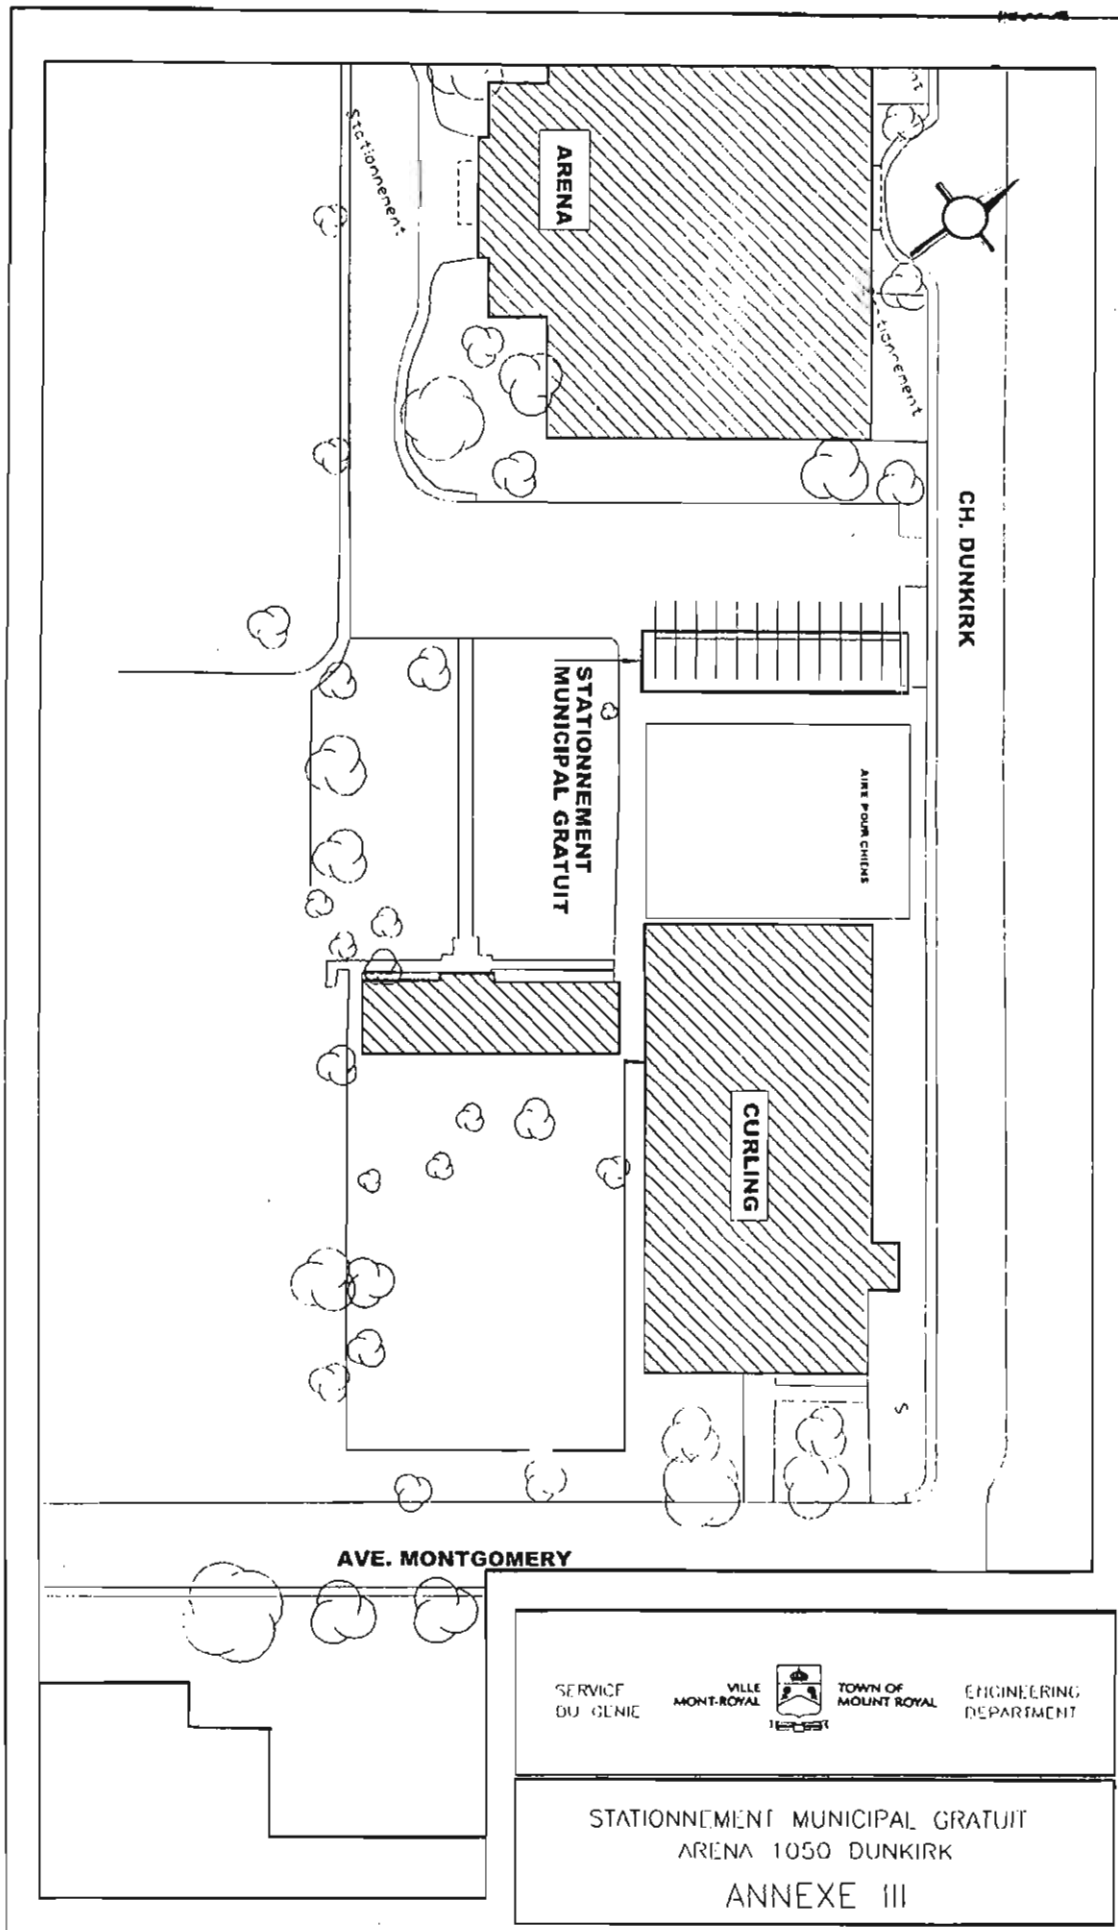 Stationnement
ARENA
CH. DUNKIRK
STATIONNEMENT
MUNICIPAL GRATUIT
AIRE POUR CHIENS
CURLING
S
AVE. MONTGOMERY
SERVICE
DU GENIE
VILLE
MONT-ROYAL
TOWN OF
MOUNT ROYAL
ENGINEERING
DEPARTMENT
STATIONNEMENT MUNICIPAL GRATUIT
ARENA 1050 DUNKIRK
ANNEXE III